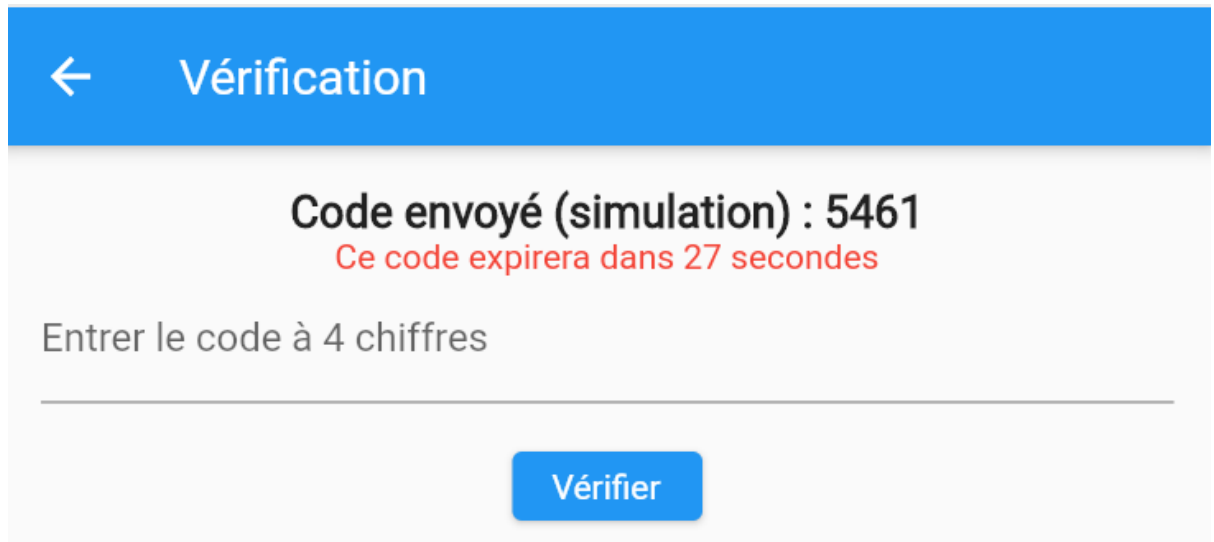 Vérification
Code envoyé (simulation) : 5461
Ce code expirera dans 27 secondes
Entrer le code à 4 chiffres
Vérifier